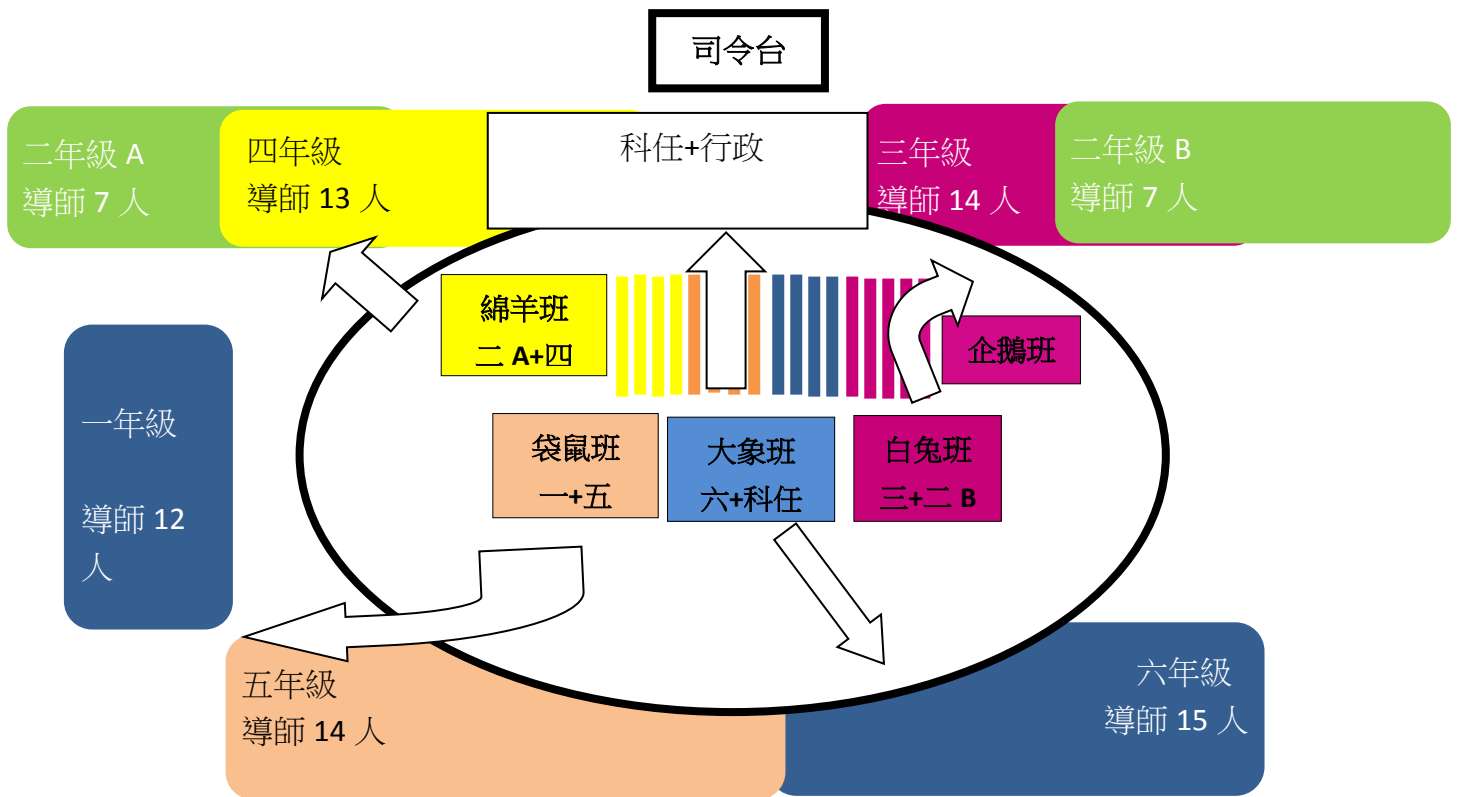 司令台
二年級 A
導師 7 人
四年級
導師 13 人
科任+行政
三年級
導師 14 人
二年級 B
導師 7 人
綿羊班
二 A+四
企鵝班
一年級
導師 12
人
袋鼠班
一+五
大象班
六+科任
白兔班
三+二 B
五年級
導師 14 人
六年級
導師 15 人